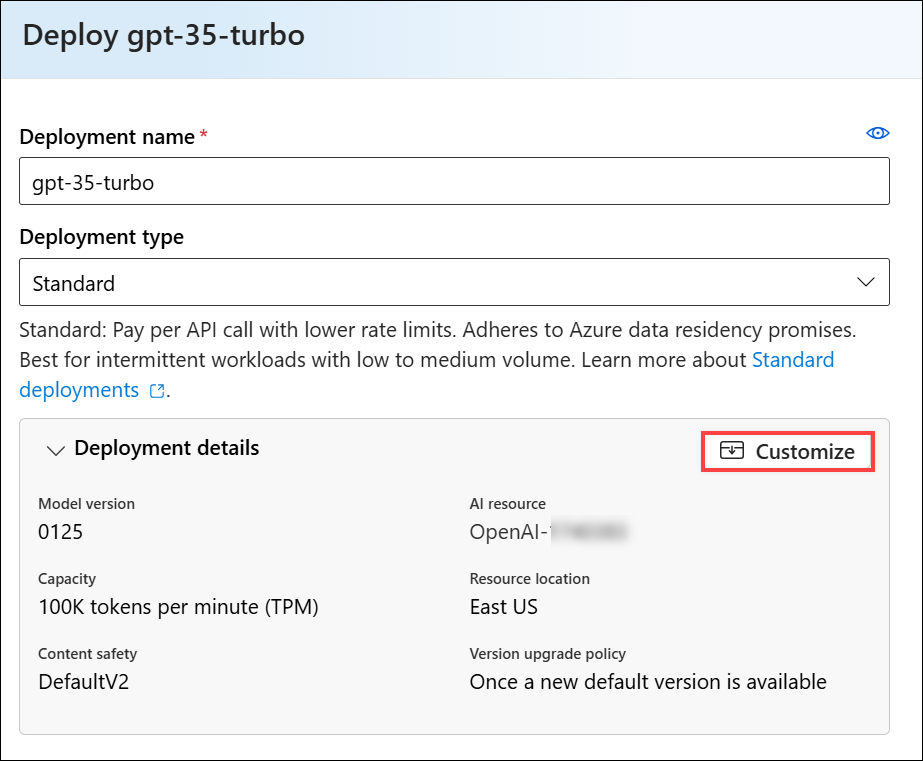 Deploy gpt-35-turbo
Deployment name *
gpt-35-turbo
Deployment type
Standard
Standard: Pay per API call with lower rate limits. Adheres to Azure data residency promises.
Best for intermittent workloads with low to medium volume. Learn more about Standard
deployments .
Deployment details
Customize
Model version
AI resource
0125
OpenAI-
Capacity
Resource location
100K tokens per minute (TPM)
East US
Content safety
Version upgrade policy
DefaultV2
Once a new default version is available